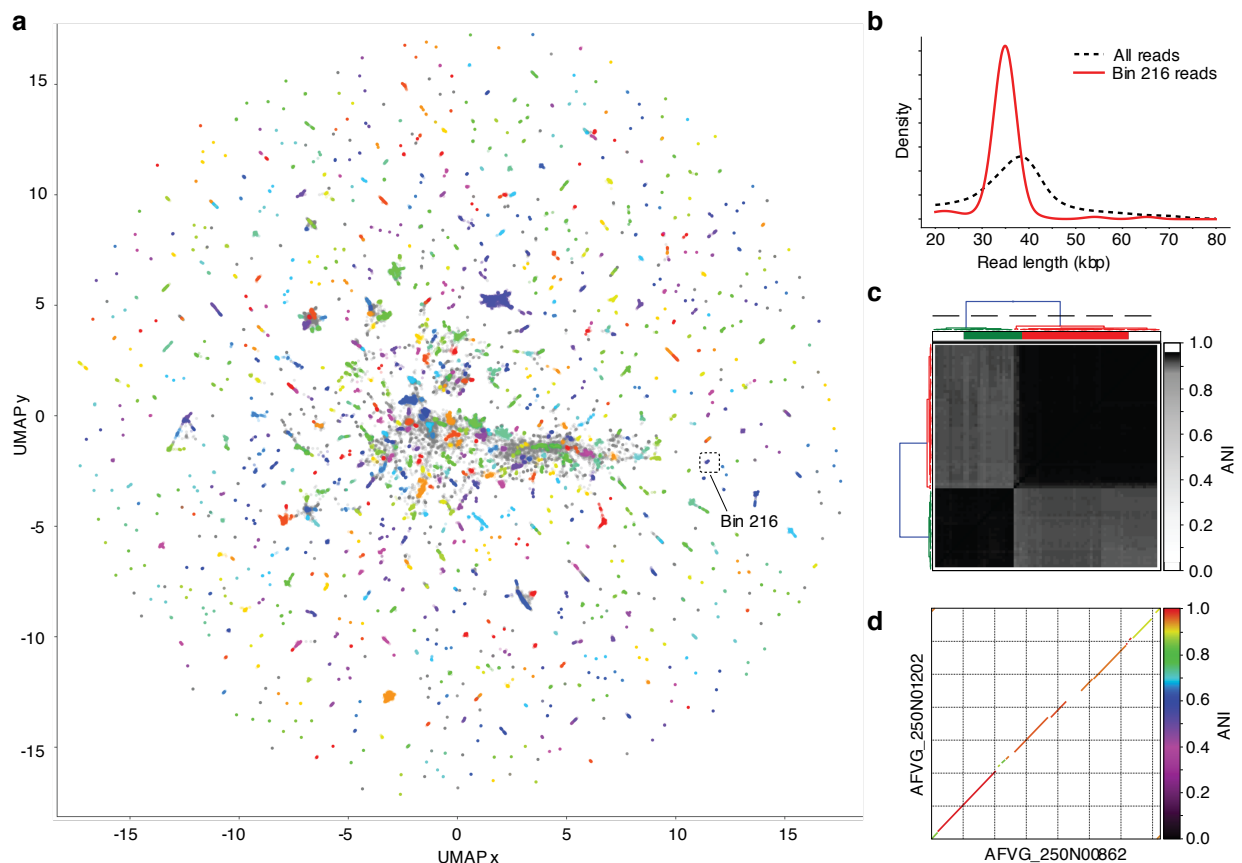 a
15
10
5
0
-5
-10
-15
UMAP y
Bin 216
-15
-10
-5
0
5
10
15
UMAP x
b
All reads
Bin 216 reads
Density
20 30 40 50 60 70 80
Read length (kbp)
c
1.0
0.8
0.6
0.4
0.2
0.0
ANI
d
AFVG_250N01202
1.0
0.8
0.6
0.4
0.2
0.0
ANI
AFVG_250N00862